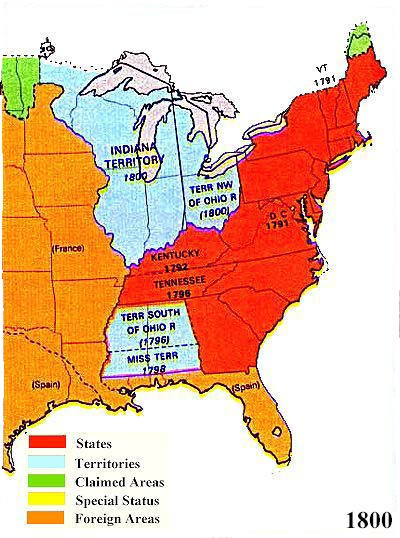 VT
1791
INDIANA
TERRITORY
1800
TERR NW
OF OHIO R
(1800)
D C
1791
(France)
KENTUCKY
1792
TENNESSEE
1796
TERR SOUTH
OF OHIO R
(1796)
MISS TERR
1798
(Spain)
(Spain)
States
Territories
Claimed Areas
Special Status
Foreign Areas
1800